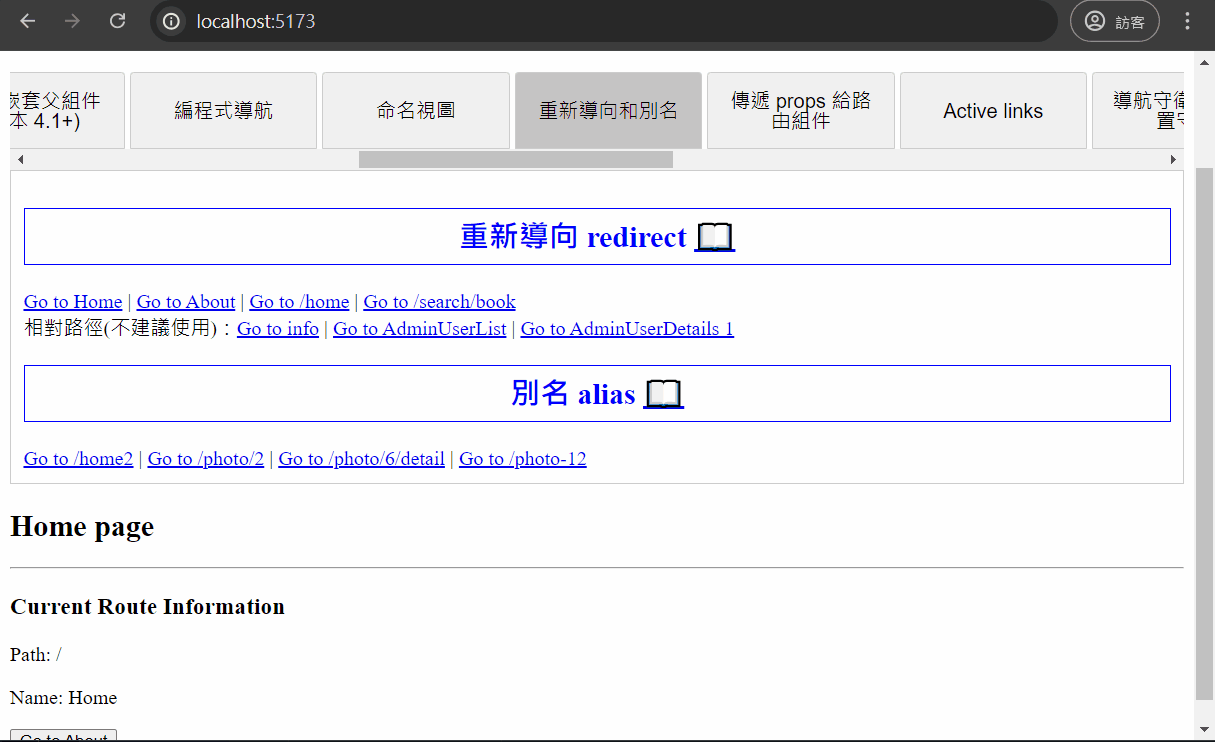 localhost:5173
訪客
嵌套父組件
本 4.1+)
編程式導航
命名視圖
重新導向和別名
傳遞 props 給路
由組件
Active links
導航守衛
置守
重新導向 redirect
Go to Home | Go to About | Go to /home | Go to /search/book
相對路徑(不建議使用)：Go to info | Go to AdminUserList | Go to AdminUserDetails 1
別名 alias
Go to /home2 | Go to /photo/2 | Go to /photo/6/detail | Go to /photo-12
Home page
Current Route Information
Path: /
Name: Home
Go to About